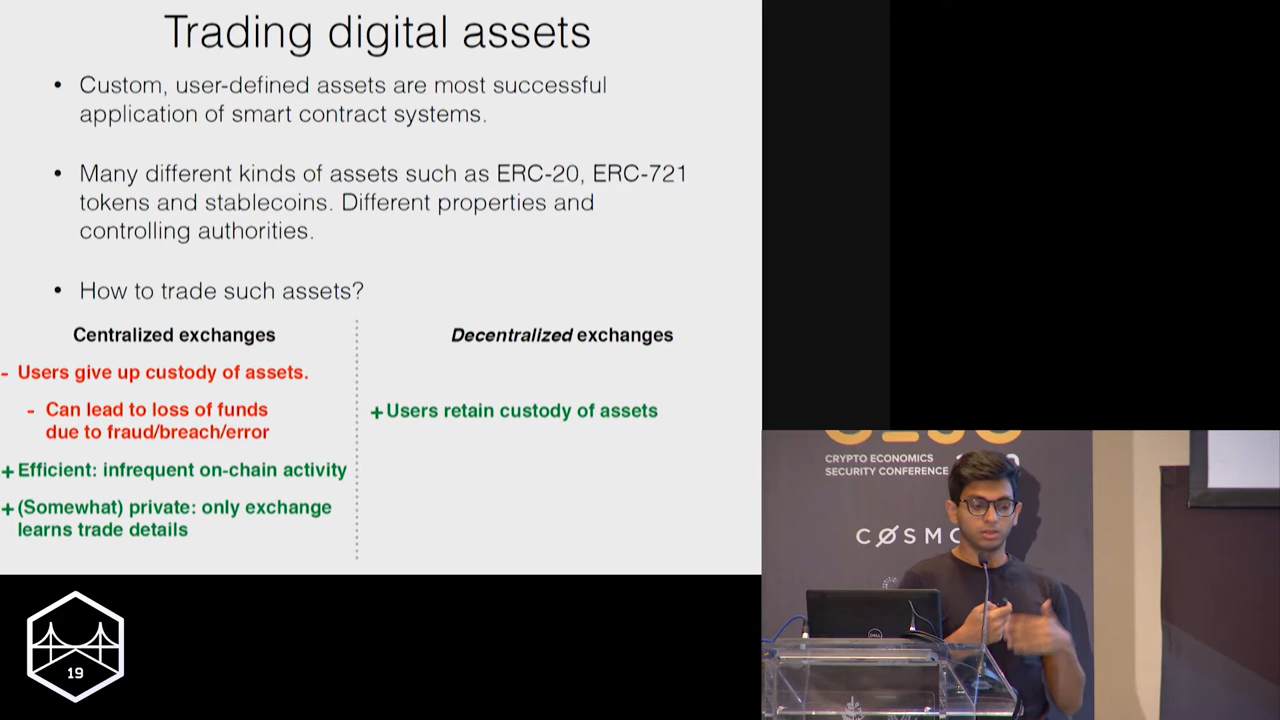 Trading digital assets
• Custom, user-defined assets are most successful
application of smart contract systems.
• Many different kinds of assets such as ERC-20, ERC-721
tokens and stablecoins. Different properties and
controlling authorities.
• How to trade such assets?
Centralized exchanges
- Users give up custody of assets.
- Can lead to loss of funds
due to fraud/breach/error
+ Efficient: infrequent on-chain activity
+ (Somewhat) private: only exchange
learns trade details
Decentralized exchanges
+ Users retain custody of assets
CRYPTO ECONOMICS
SECURITY CONFERENCE
CØSMO
DELL
19